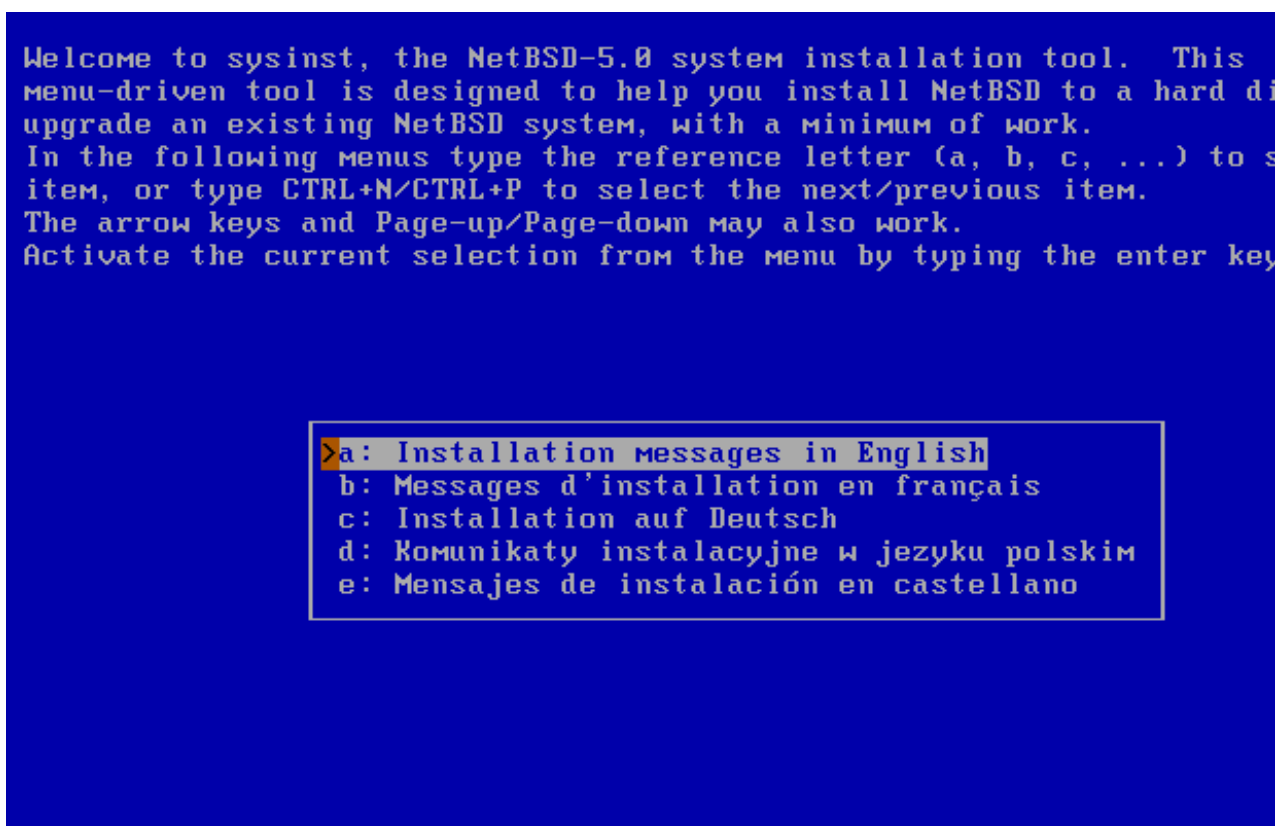 Welcome to sysinst, the NetBSD-5.0 system installation tool.  This
menu-driven tool is designed to help you install NetBSD to a hard
upgrade an existing NetBSD system, with a minimum of work.
In the following menus type the reference letter (a, b, c, ...) to
item, or type CTRL+N/CTRL+P to select the next/previous item.
The arrow keys and Page-up/Page-down may also work.
Activate the current selection from the menu by typing the enter key
>a: Installation messages in English
b: Messages d'installation en français
c: Installation auf Deutsch
d: Komunikaty instalacyjne w jezyku polskim
e: Mensajes de instalación en castellano